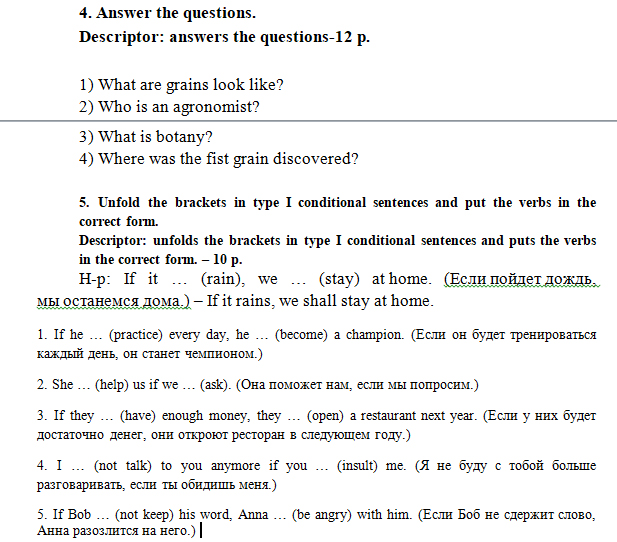 4. Answer the questions.
Descriptor: answers the questions-12 p.
1) What are grains look like?
2) Who is an agronomist?
3) What is botany?
4) Where was the fist grain discovered?
5. Unfold the brackets in type I conditional sentences and put the verbs in the
correct form.
Descriptor: unfolds the brackets in type I conditional sentences and puts the verbs
in the correct form. – 10 p.
Н-р: If it … (rain), we … (stay) at home. (Если пойдет дождь,
мы останемся дома.) – If it rains, we shall stay at home.
1. If he … (practice) every day, he … (become) a champion. (Если он будет тренироваться
каждый день, он станет чемпионом.)
2. She … (help) us if we … (ask). (Она поможет нам, если мы попросим.)
3. If they … (have) enough money, they … (open) a restaurant next year. (Если у них будет
достаточно денег, они откроют ресторан в следующем году.)
4. I … (not talk) to you anymore if you … (insult) me. (Я не буду с тобой больше
разговаривать, если ты обидишь меня.)
5. If Bob … (not keep) his word, Anna … (be angry) with him. (Если Боб не сдержит слово,
Анна разозлится на него.)